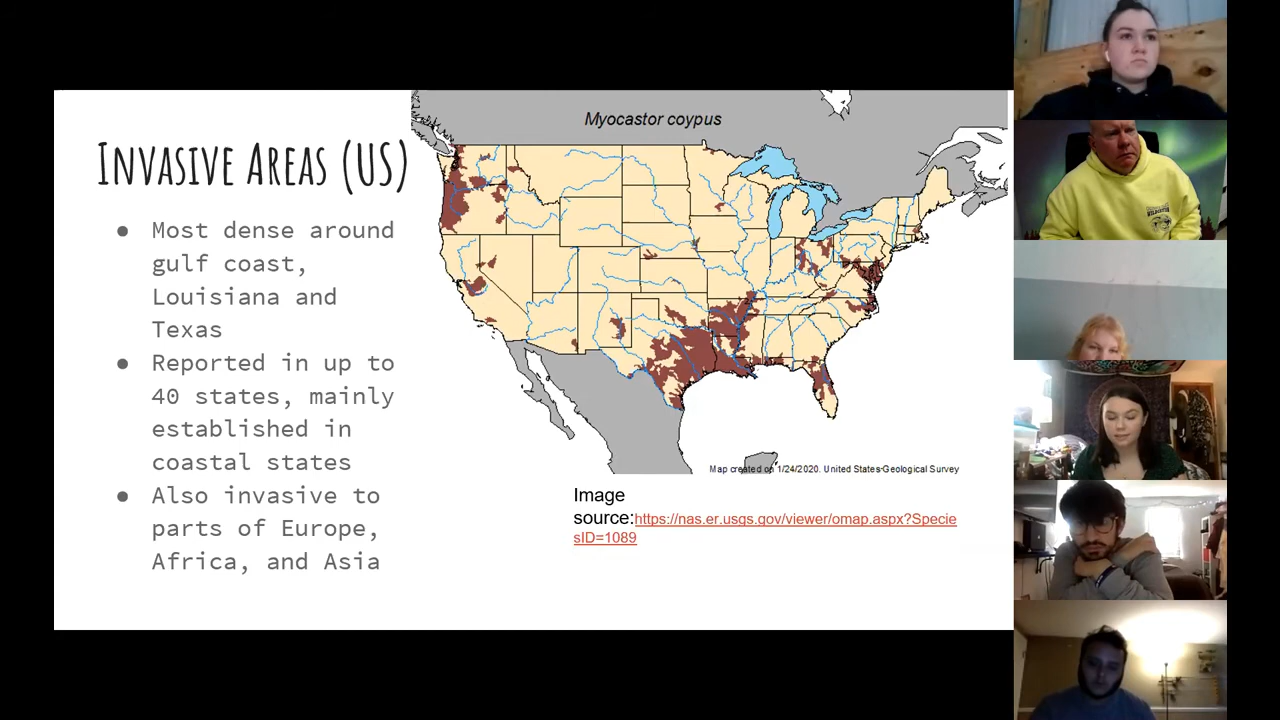 Myocastor coypus
INVASIVE AREAS (US)
● Most dense around
gulf coast,
Louisiana and
Texas
● Reported in up to
40 states, mainly
established in
coastal states
● Also invasive to
parts of Europe,
Africa, and Asia
Map created on 1/24/2020. United States Geological Survey
Image
source:https://nas.er.usgs.gov/viewer/omap.aspx?Specie
sID=1089